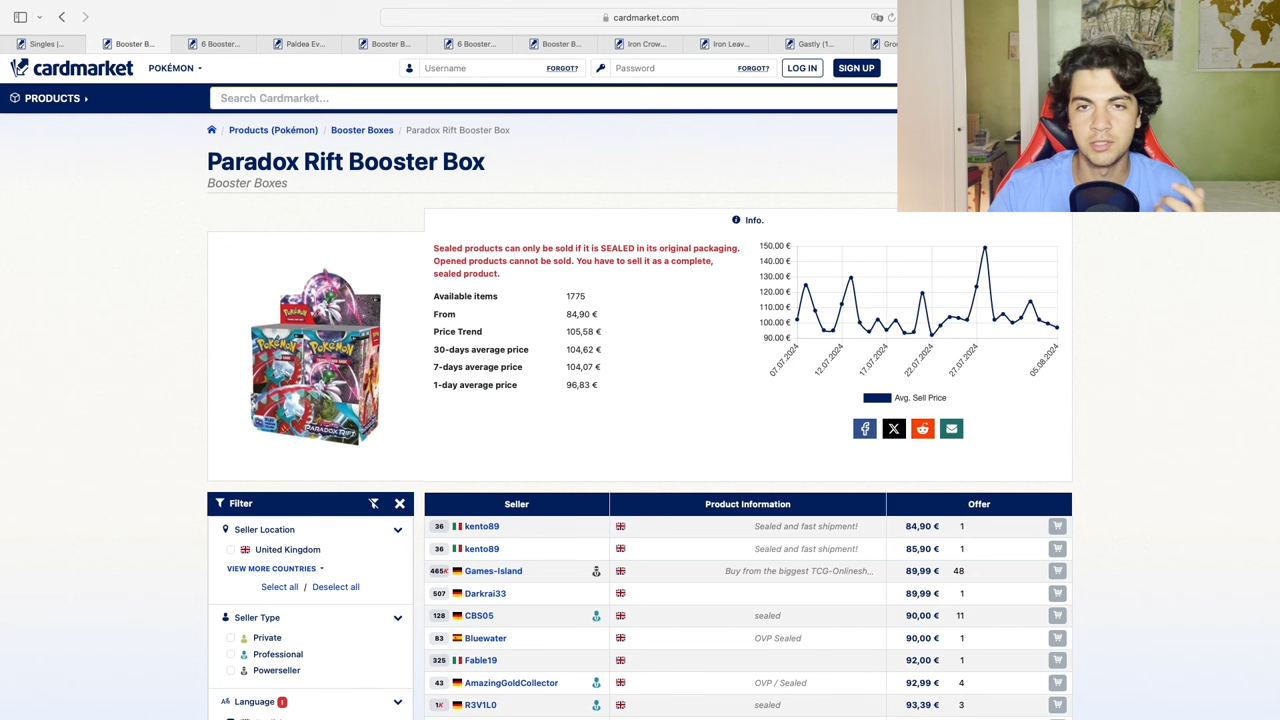 cardmarket.com
Singles |...
Booster B...
6 Booster...
Paldea Ev...
Booster B...
6 Booster...
Booster B...
Iron Crow...
Iron Leav...
Gastly (1...
cardmarket
POKÉMON
Username
FORGOT?
Password
FORGOT?
LOG IN
SIGN UP
PRODUCTS
Search Cardmarket...
Products (Pokémon) / Booster Boxes / Paradox Rift Booster Box
Paradox Rift Booster Box
Booster Boxes
Info.
Sealed products can only be sold if it is SEALED in its original packaging.
Opened products cannot be sold. You have to sell it as a complete,
sealed product.
Available items 1775
From 84,90 €
Price Trend 105,58 €
30-days average price 104,62 €
7-days average price 104,07 €
1-day average price 96,83 €
150.00 €
140.00 €
130.00 €
120.00 €
110.00 €
100.00 €
90.00 €
07.07.2024
12.07.2024
17.07.2024
22.07.2024
27.07.2024
05.08.2024
Avg. Sell Price
POKÉMON
POKÉMON
POKÉMON
PARADOX RIFT
Filter
Seller Location
United Kingdom
VIEW MORE COUNTRIES
Select all / Deselect all
Seller Type
Private
Professional
Powerseller
Language !
Seller Product Information Offer
36 kento89 Sealed and fast shipment! 84,90 € 1
36 kento89 Sealed and fast shipment! 85,90 € 1
465K Games-Island Buy from the biggest TCG-Onlinesh... 89,99 € 48
507 Darkrai33 89,99 € 1
128 CBS05 sealed 90,00 € 11
83 Bluewater OVP Sealed 90,00 € 1
325 Fable19 92,00 € 1
43 AmazingGoldCollector OVP / Sealed 92,99 € 4
1K R3V1L0 sealed 93,39 € 3